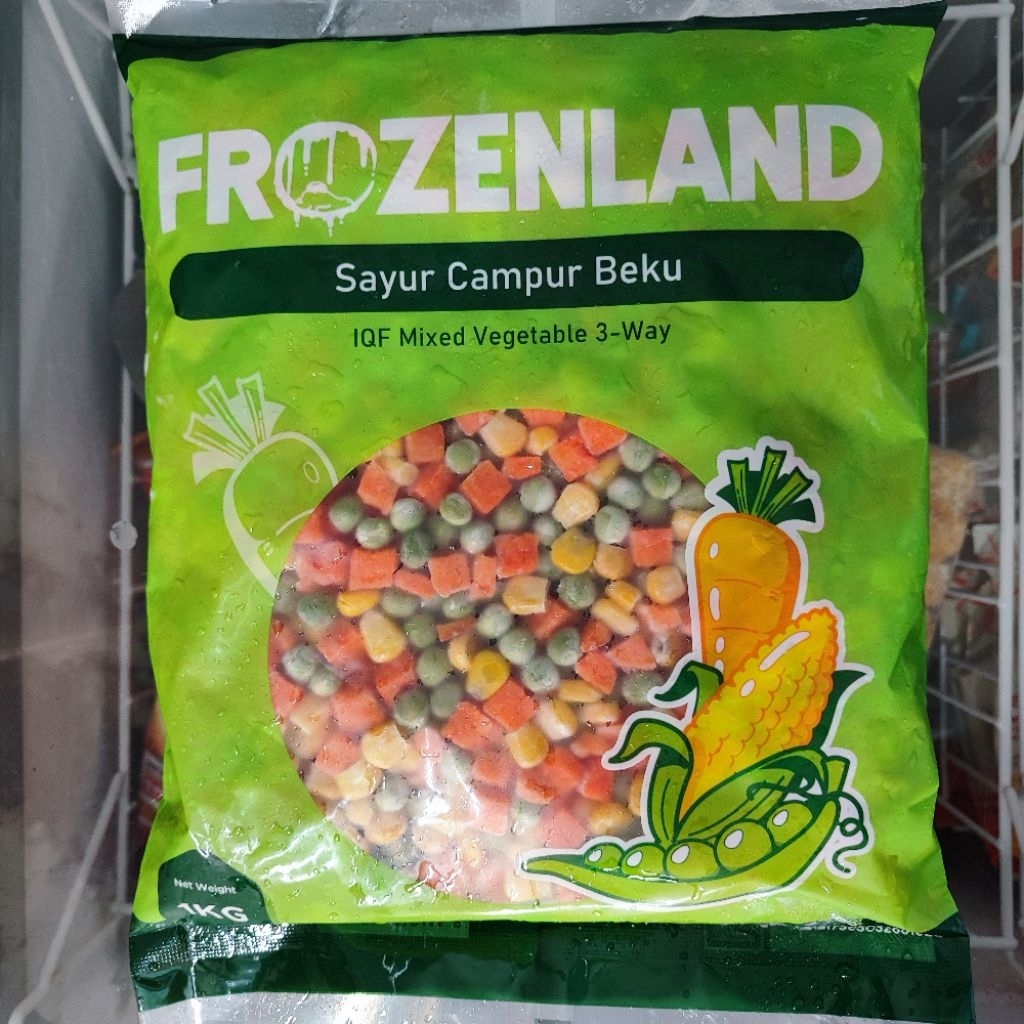 FROZENLAND
Sayur Campur Beku
IQF Mixed Vegetable 3-Way
Net Weight
1KG